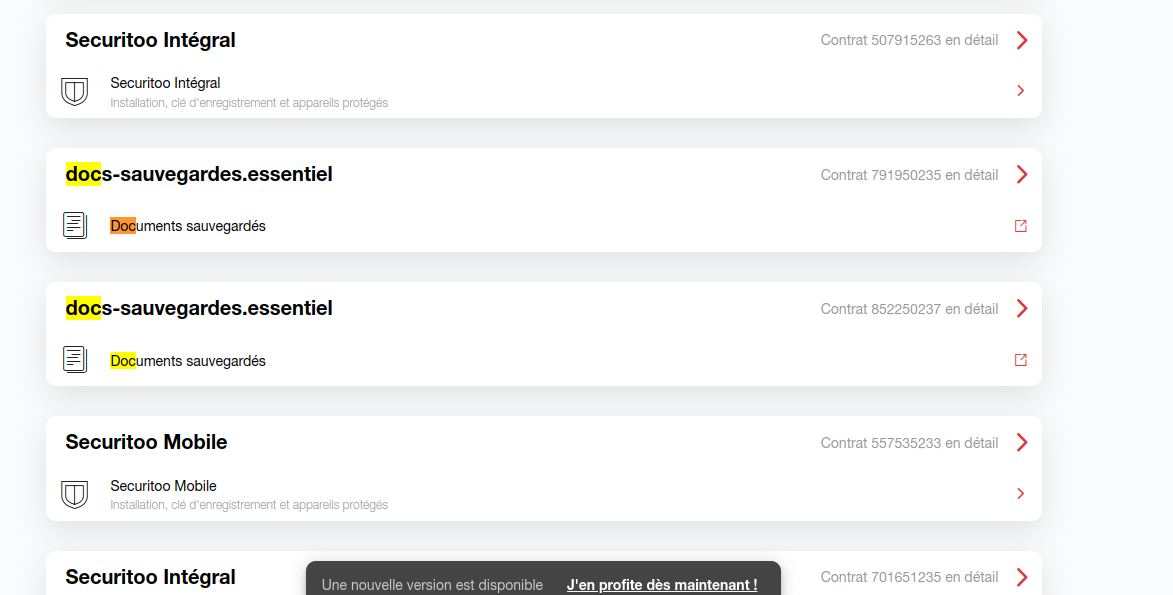 Securitoo Intégral
Contrat 507915263 en détail
Securitoo Intégral
Installation, clé d'enregistrement et appareils protégés
docs-sauvegardes.essentiel
Contrat 791950235 en détail
Documents sauvegardés
docs-sauvegardes.essentiel
Contrat 852250237 en détail
Documents sauvegardés
Securitoo Mobile
Contrat 557535233 en détail
Securitoo Mobile
Installation, clé d'enregistrement et appareils protégés
Securitoo Intégral
Contrat 701651235 en détail
Une nouvelle version est disponible
J'en profite dès maintenant !